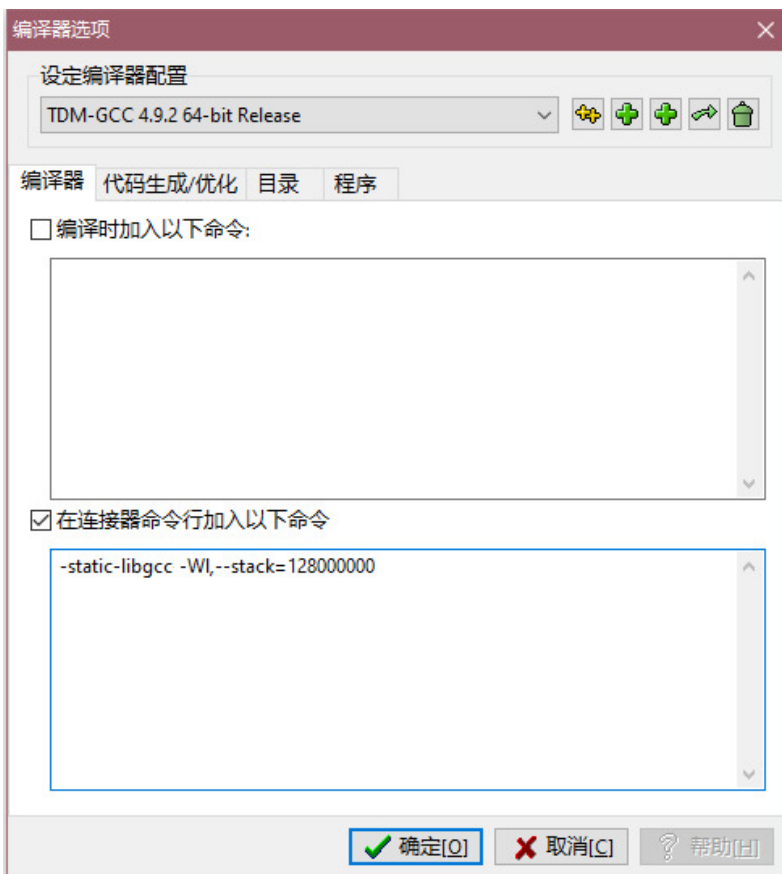 编译器选项
设定编译器配置
TDM-GCC 4.9.2 64-bit Release
编译器 代码生成/优化 目录 程序
编译时加入以下命令:
在连接器命令行加入以下命令
-static-libgcc -Wl,--stack=128000000
确定[O] 取消[C] 帮助[H]